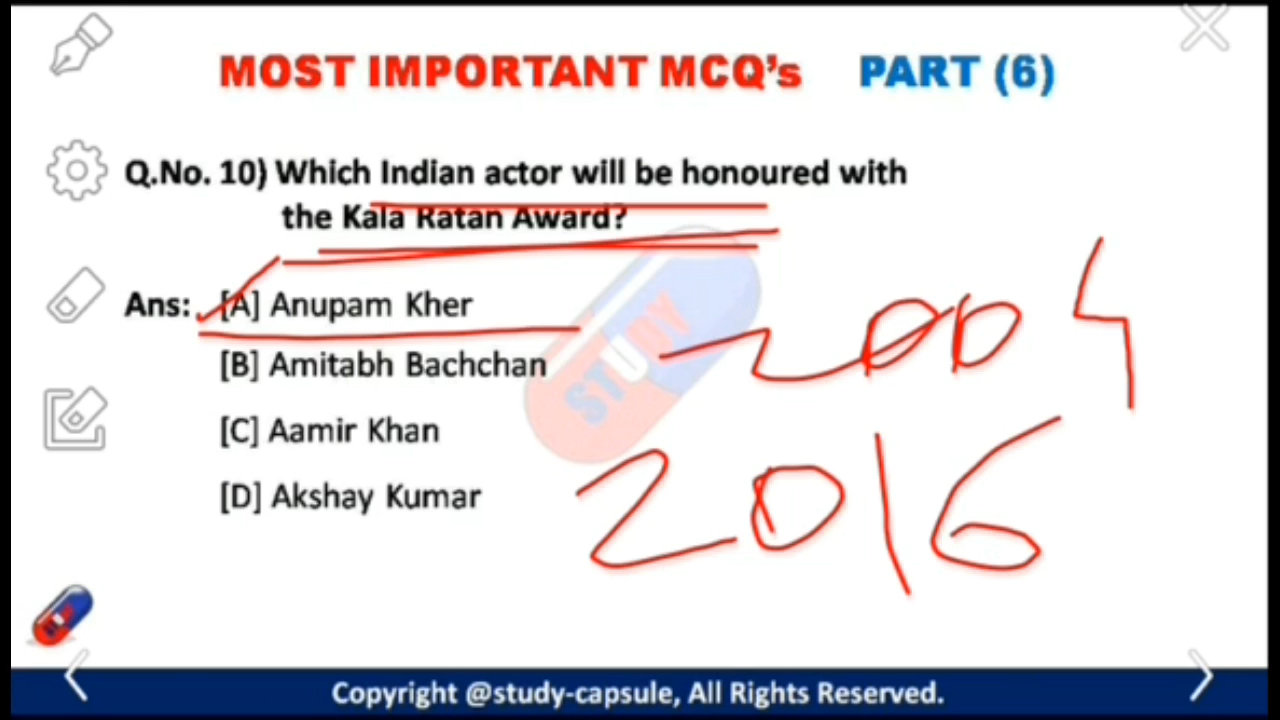 MOST IMPORTANT MCQ's PART (6)
Q.No. 10) Which Indian actor will be honoured with
the Kala Ratan Award?
Ans: [A] Anupam Kher
[B] Amitabh Bachchan
[C] Aamir Khan
[D] Akshay Kumar
2004
2016
STUDY
Copyright @study-capsule, All Rights Reserved.